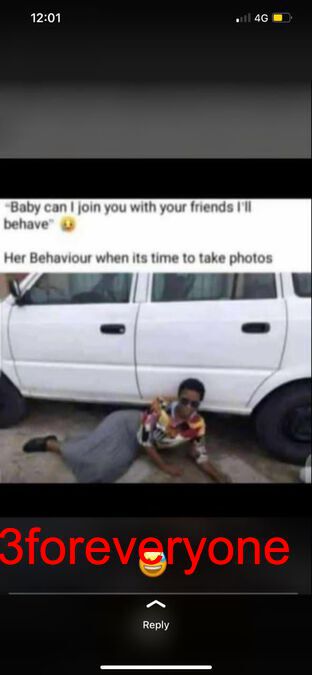 12:01
4G
“Baby can I join you with your friends I'll
behave” 😅
Her Behaviour when its time to take photos
3foreveryone
😅
Reply